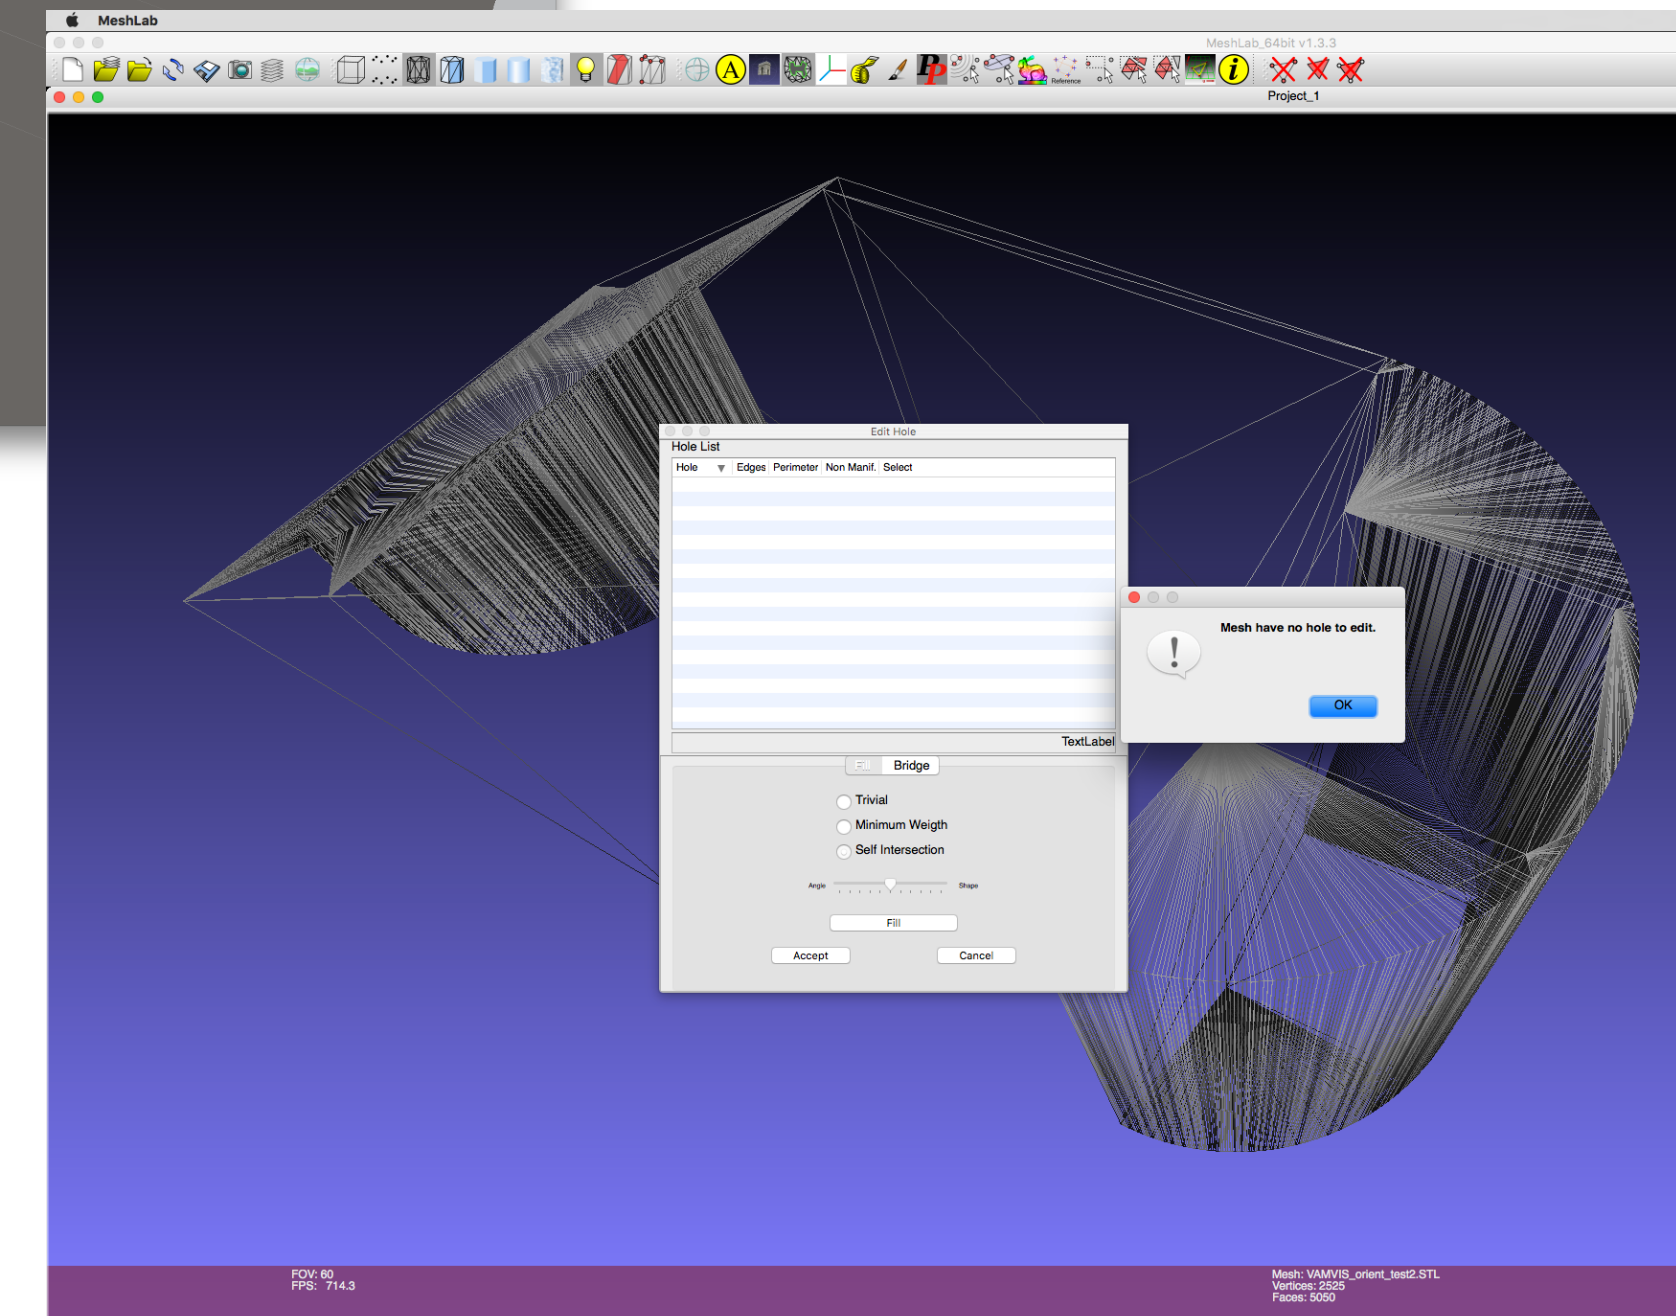 MeshLab
MeshLab_64bit v1.3.3
A
PP
Reference
i
Project_1
Edit Hole
Hole List
Hole Edges Perimeter Non Manif. Select
Mesh have no hole to edit.
OK
TextLabel
Fill Bridge
Trivial
Minimum Weigth
Self Intersection
Angle Shape
Fill
Accept Cancel
FOV: 60
FPS: 714.3
Mesh: VAMVIS_orient_test2.STL
Vertices: 2525
Faces: 5050